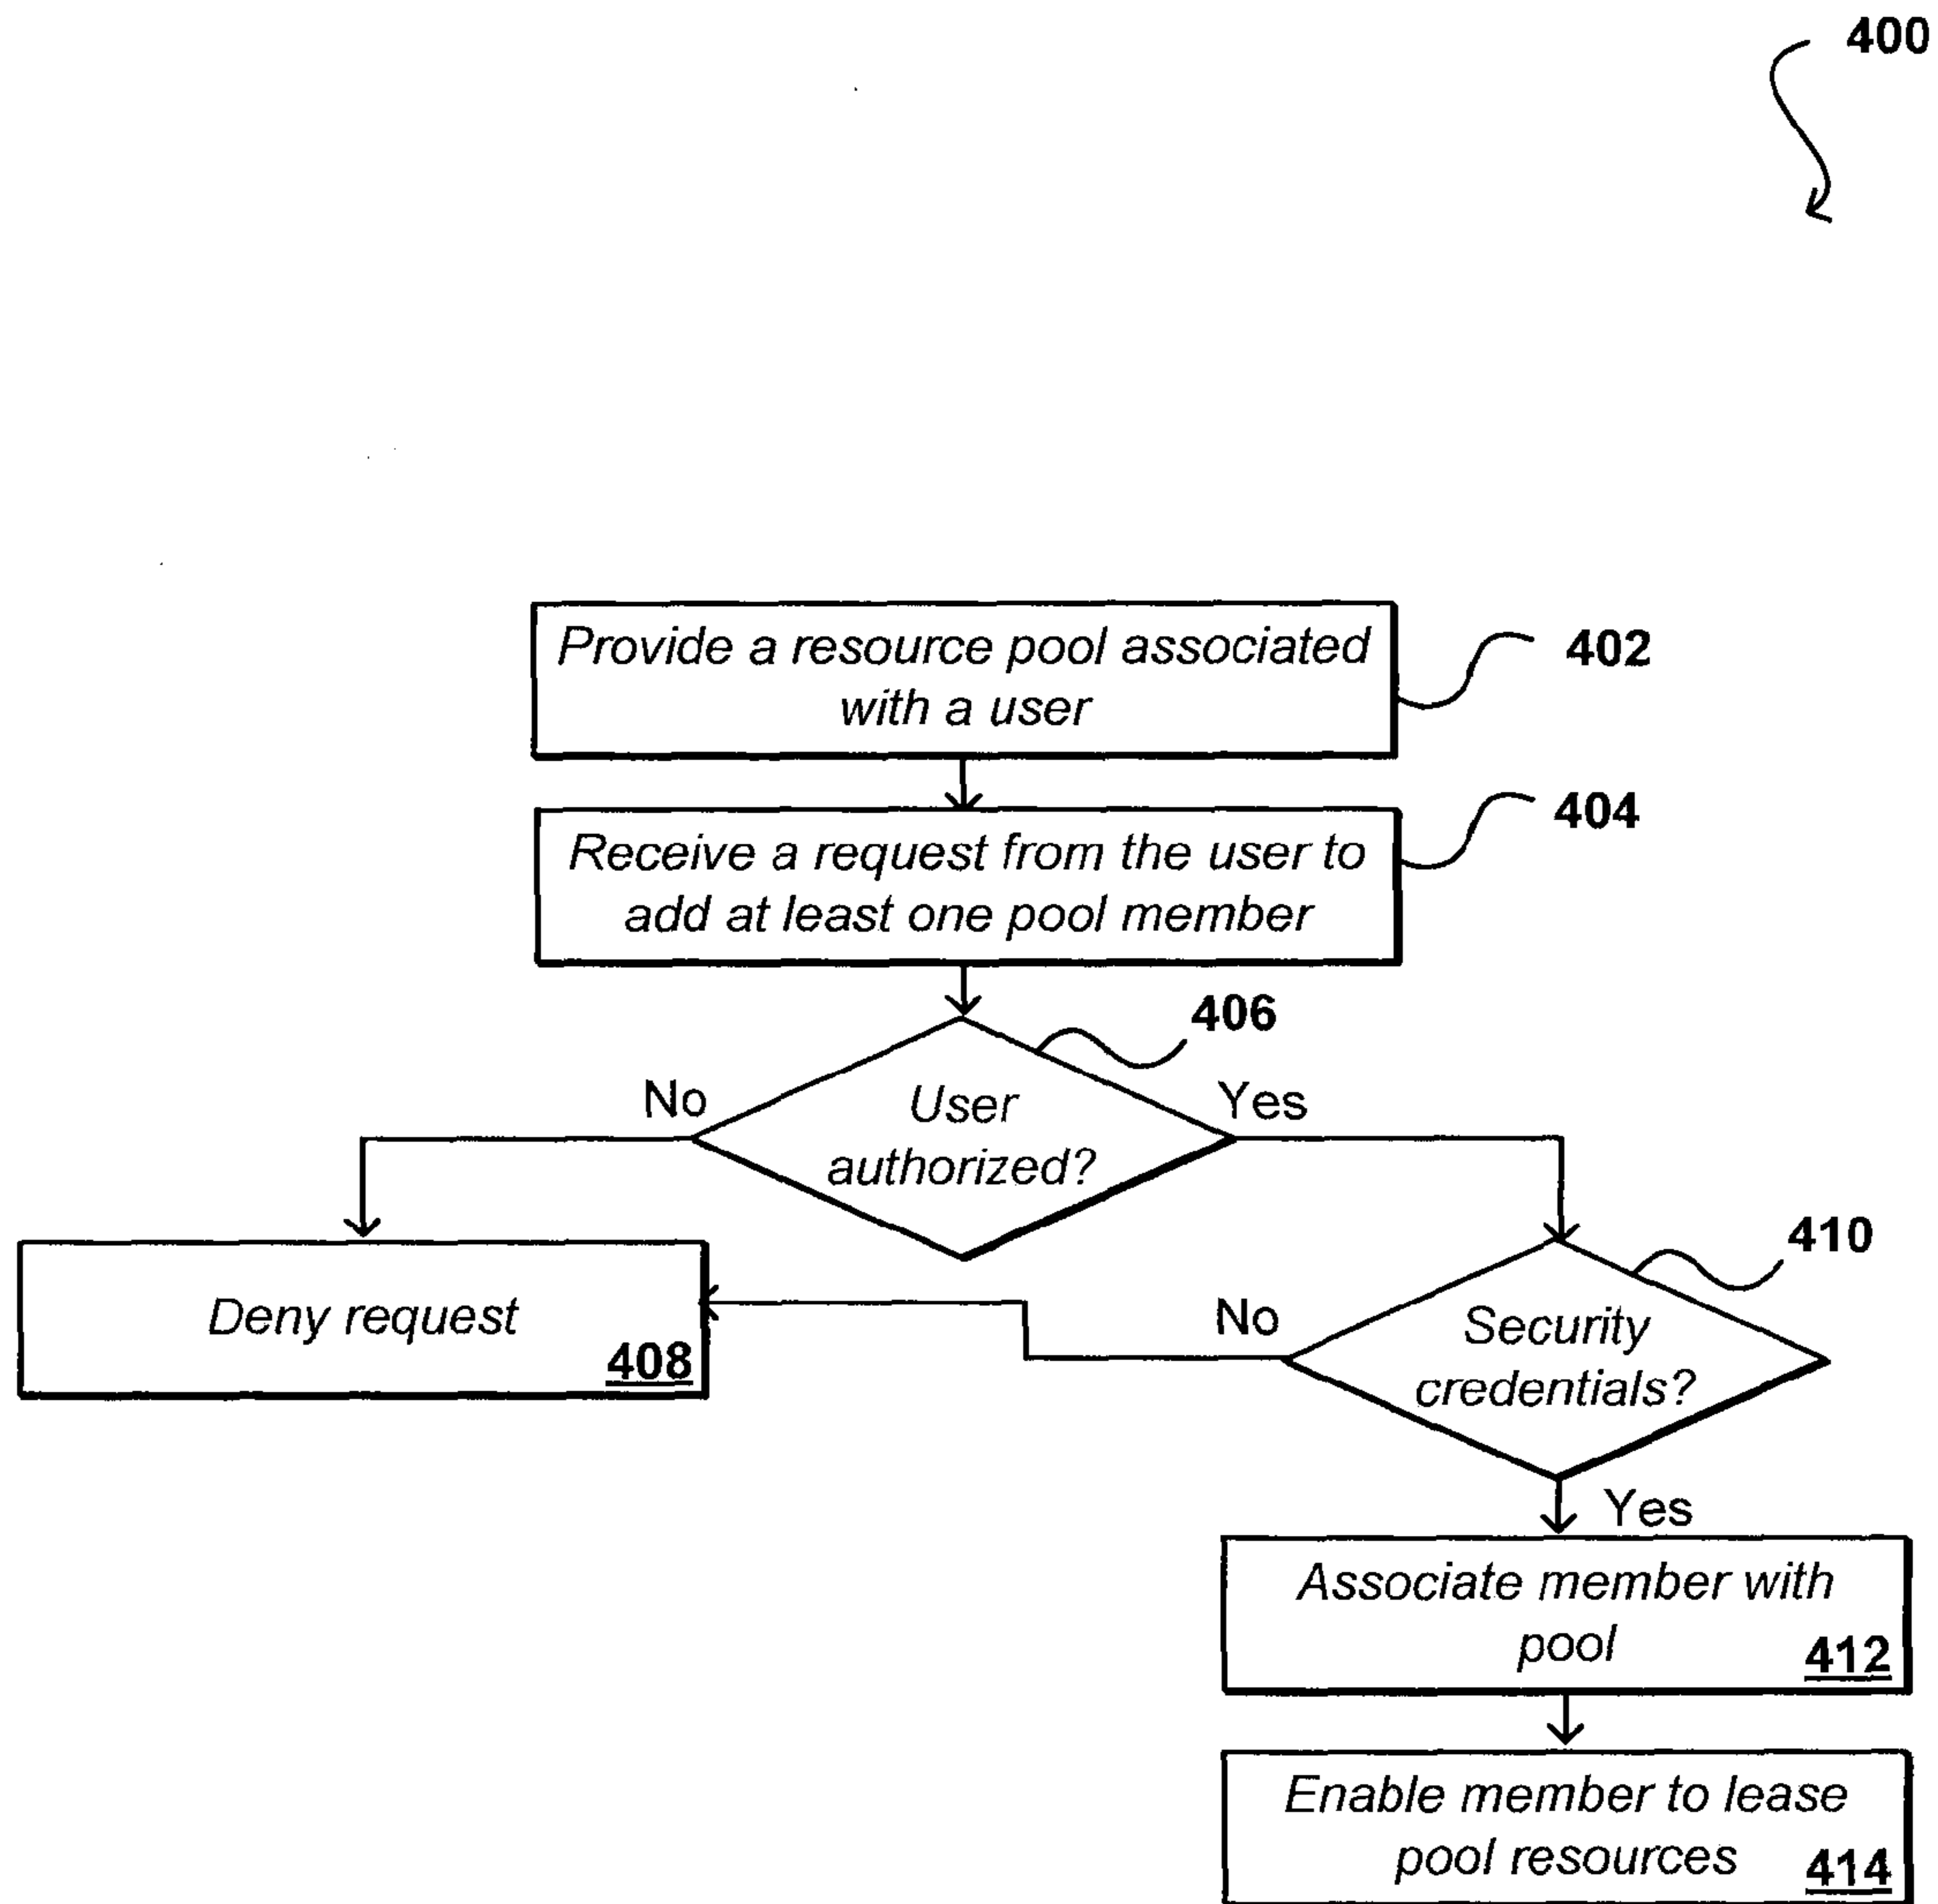 400
Provide a resource pool associated
with a user
402
Receive a request from the user to
add at least one pool member
404
406
No
User
authorized?
Yes
Deny request
408
410
No
Security
credentials?
Yes
Associate member with
pool
412
Enable member to lease
pool resources
414